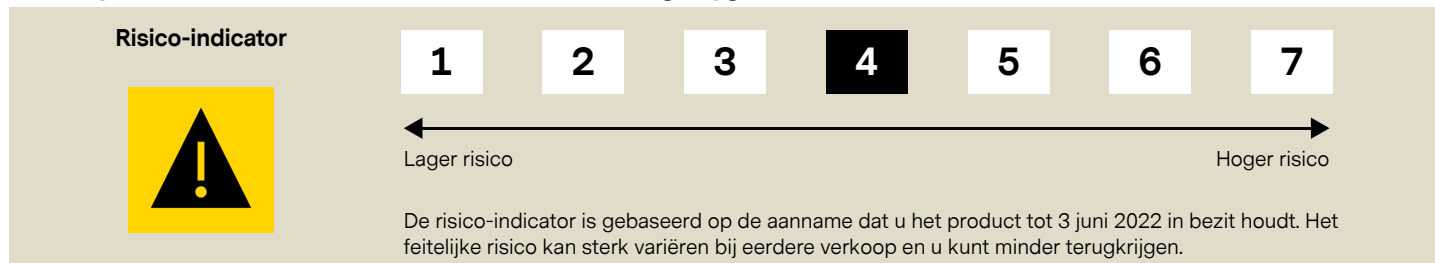 Risico-indicator
1 2 3 4 5 6 7
Lager risico Hoger risico
De risico-indicator is gebaseerd op de aanname dat u het product tot 3 juni 2022 in bezit houdt. Het
feitelijke risico kan sterk variëren bij eerdere verkoop en u kunt minder terugkrijgen.